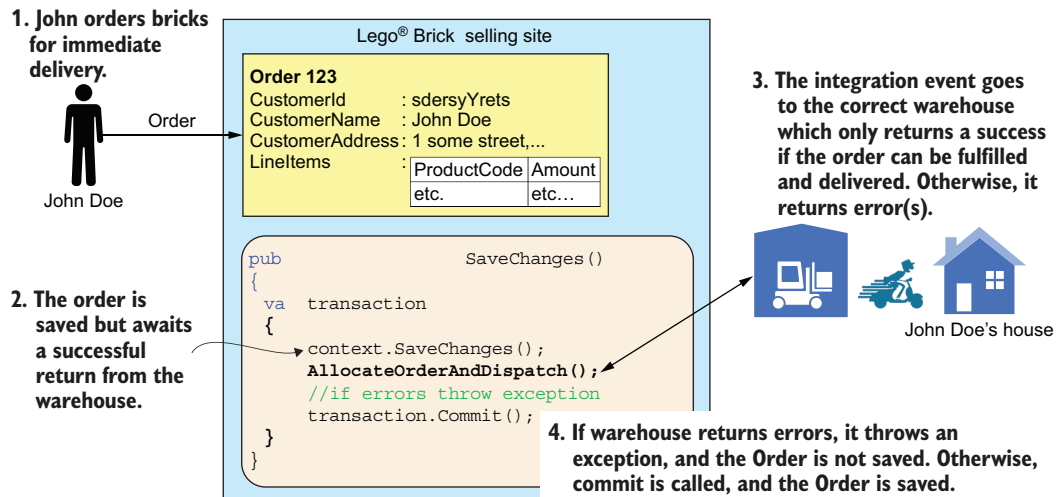 1. John orders bricks
for immediate
delivery.
Order
John Doe
Lego® Brick selling site
Order 123
CustomerId : sdersyYrets
CustomerName : John Doe
CustomerAddress : 1 some street,...
LineItems :
ProductCode Amount
etc. etc...
2. The order is
saved but awaits
a successful
return from the
warehouse.
pub SaveChanges()
{
va transaction
{
context.SaveChanges();
AllocateOrderAndDispatch();
//if errors throw exception
transaction.Commit();
}
}
3. The integration event goes
to the correct warehouse
which only returns a success
if the order can be fulfilled
and delivered. Otherwise, it
returns error(s).
John Doe's house
4. If warehouse returns errors, it throws an
exception, and the Order is not saved. Otherwise,
commit is called, and the Order is saved.